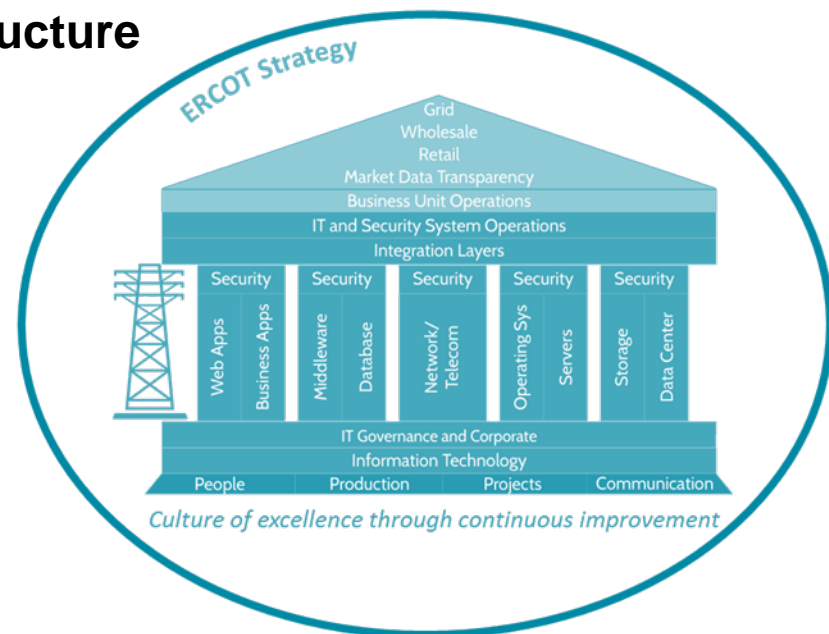 ucture
ERCOT Strategy
Grid
Wholesale
Retail
Market Data Transparency
Business Unit Operations
IT and Security System Operations
Integration Layers
Security Security Security Security Security
Web Apps
Business Apps
Middleware
Database
Network/
Telecom
Operating Sys
Servers
Storage
Data Center
IT Governance and Corporate
Information Technology
People Production Projects Communication
Culture of excellence through continuous improvement